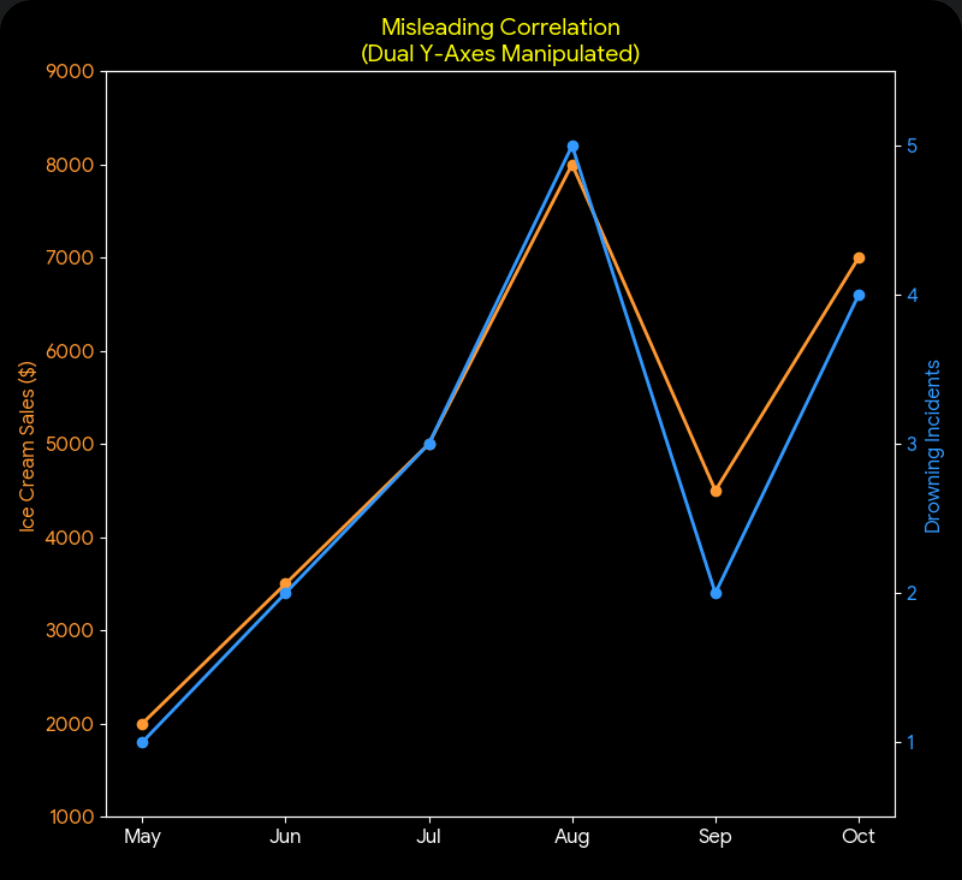 Misleading Correlation
(Dual Y-Axes Manipulated)
Ice Cream Sales ($)
9000
8000
7000
6000
5000
4000
3000
2000
1000
May
Jun
Jul
Aug
Sep
Oct
5
4
3
2
1
Drowning Incidents